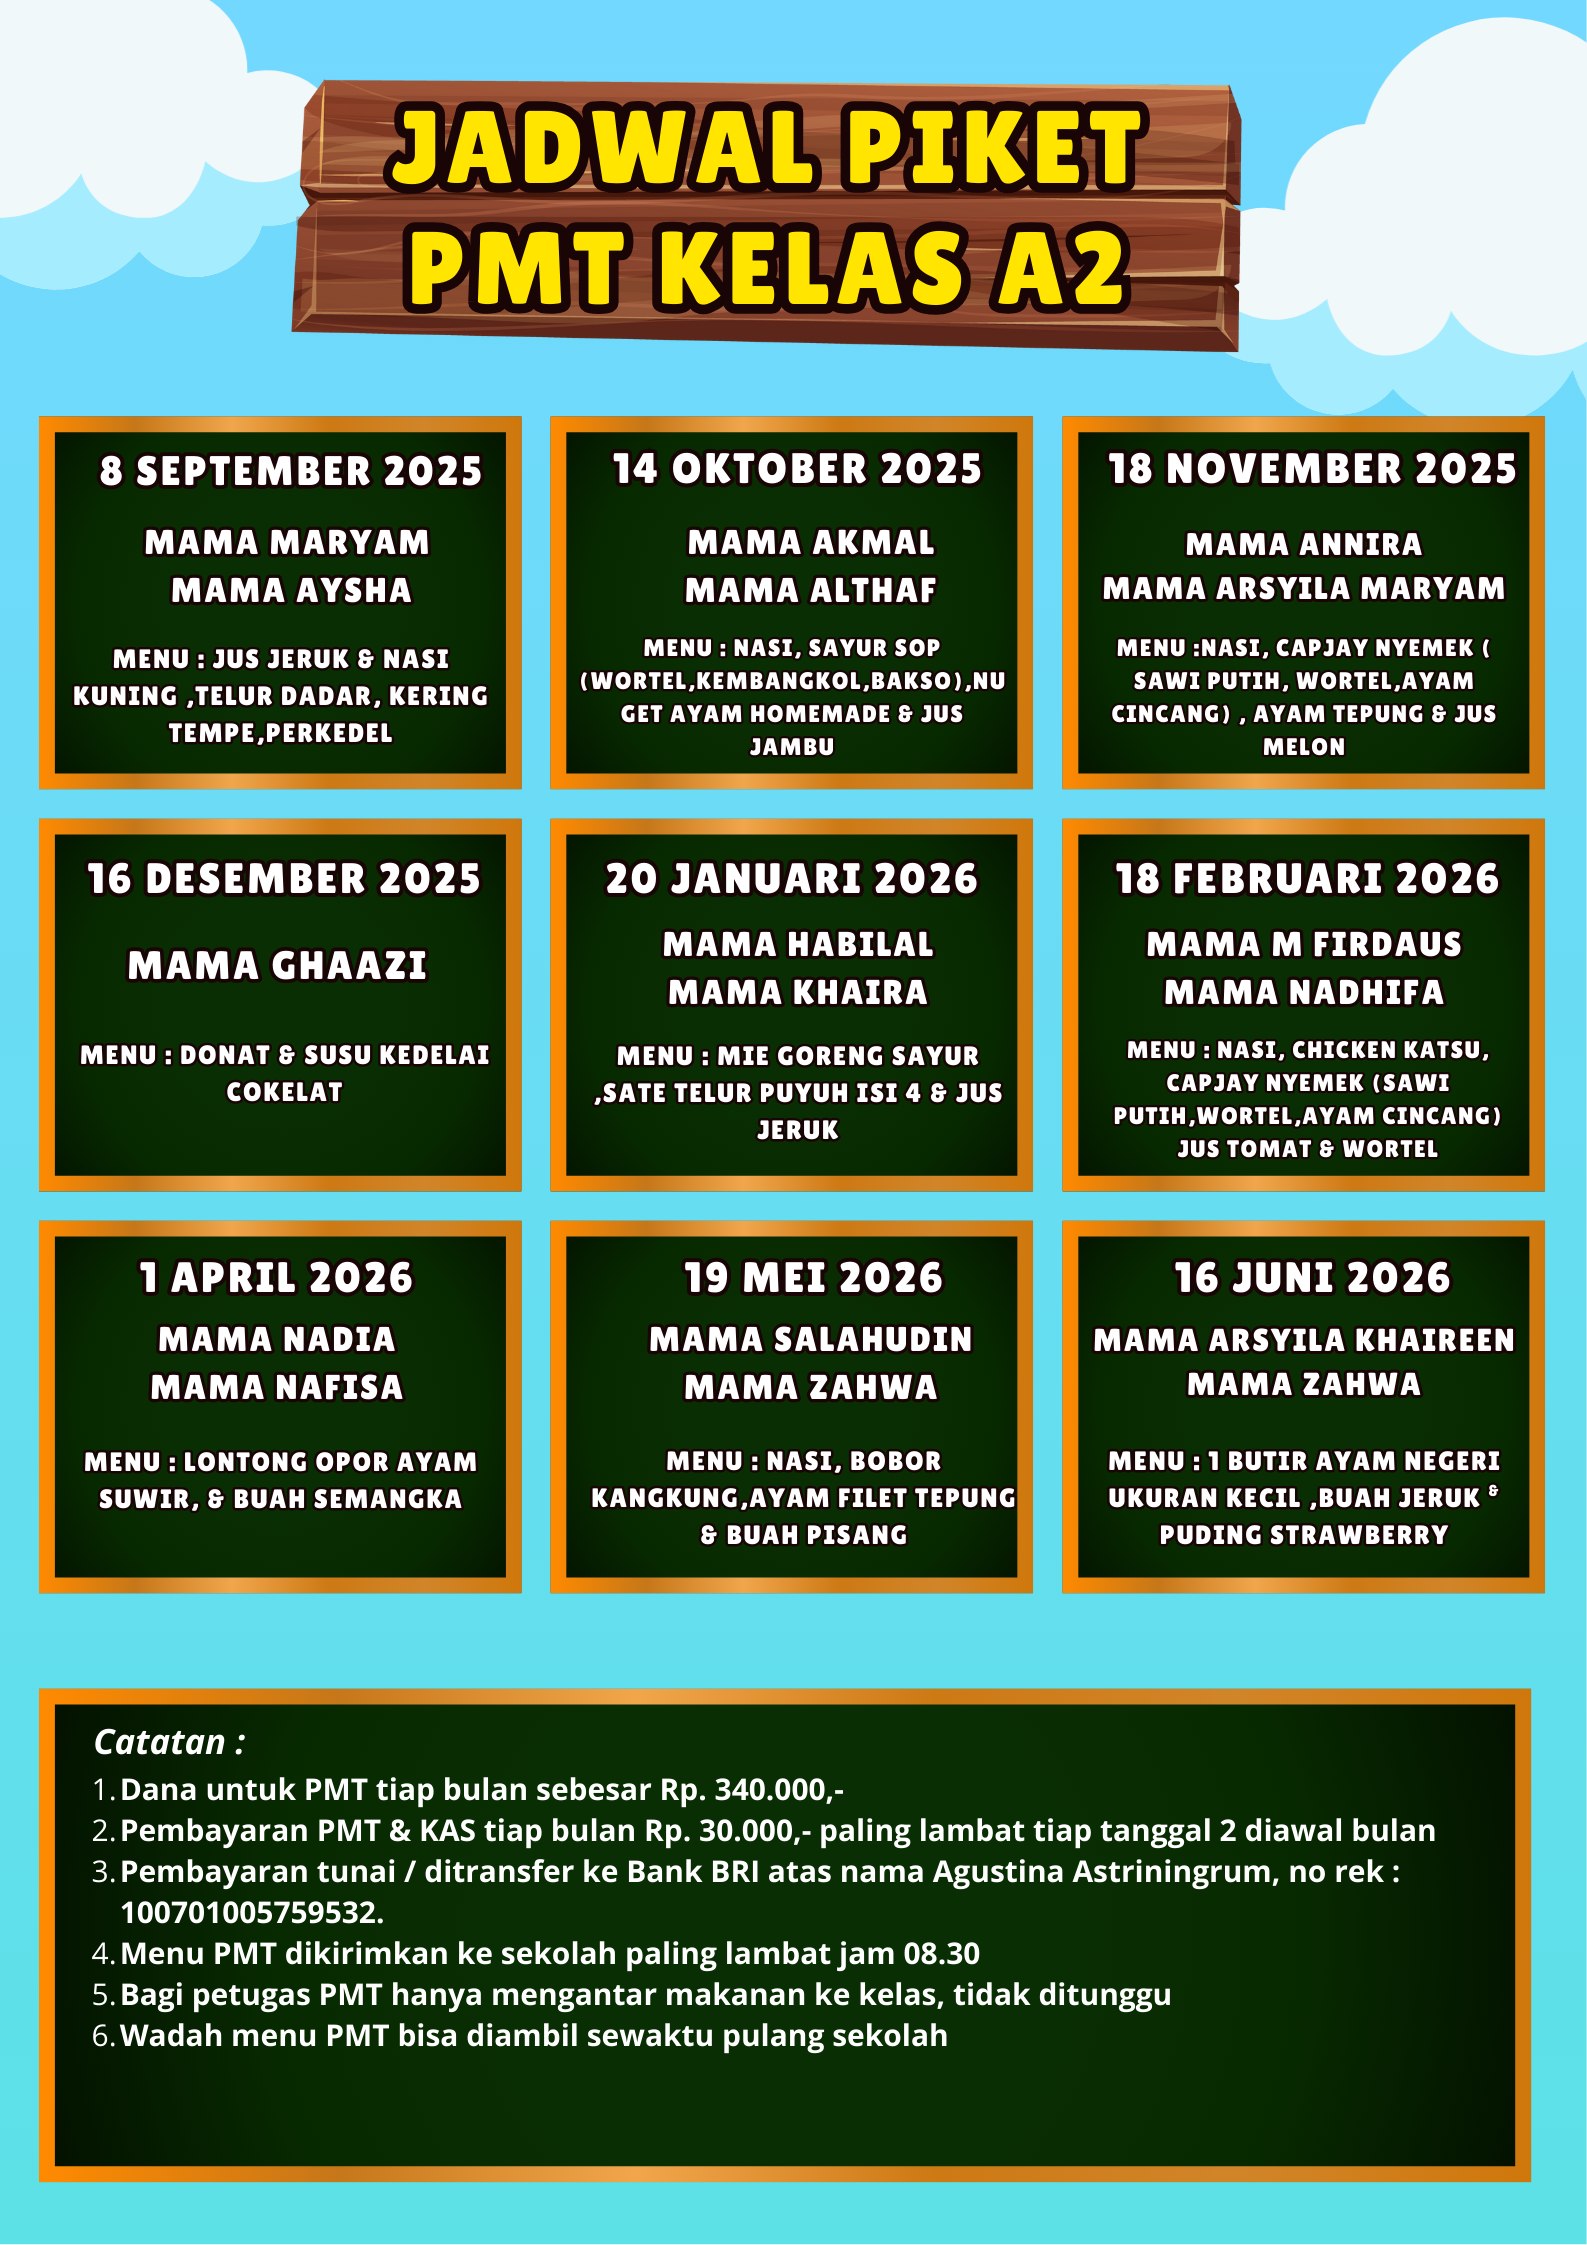 JADWAL PIKET
PMT KELAS A2
8 SEPTEMBER 2025
MAMA MARYAM
MAMA AYSHA
MENU : JUS JERUK & NASI
KUNING ,TELUR DADAR, KERING
TEMPE,PERKEDEL
14 OKTOBER 2025
MAMA AKMAL
MAMA ALTHAF
MENU : NASI, SAYUR SOP
(WORTEL,KEMBANGKOL,BAKSO),NU
GET AYAM HOMEMADE & JUS
JAMBU
18 NOVEMBER 2025
MAMA ANNIRA
MAMA ARSYILA MARYAM
MENU :NASI, CAPJAY NYEMEK (
SAWI PUTIH, WORTEL,AYAM
CINCANG) , AYAM TEPUNG & JUS
MELON
16 DESEMBER 2025
MAMA GHAAZI
MENU : DONAT & SUSU KEDELAI
COKELAT
20 JANUARI 2026
MAMA HABILAL
MAMA KHAIRA
MENU : MIE GORENG SAYUR
,SATE TELUR PUYUH ISI 4 & JUS
JERUK
18 FEBRUARI 2026
MAMA M FIRDAUS
MAMA NADHIFA
MENU : NASI, CHICKEN KATSU,
CAPJAY NYEMEK (SAWI
PUTIH,WORTEL,AYAM CINCANG)
JUS TOMAT & WORTEL
1 APRIL 2026
MAMA NADIA
MAMA NAFISA
MENU : LONTONG OPOR AYAM
SUWIR, & BUAH SEMANGKA
19 MEI 2026
MAMA SALAHUDIN
MAMA ZAHWA
MENU : NASI, BOBOR
KANGKUNG,AYAM FILET TEPUNG
& BUAH PISANG
16 JUNI 2026
MAMA ARSYILA KHAIREEN
MAMA ZAHWA
MENU : 1 BUTIR AYAM NEGERI
UKURAN KECIL ,BUAH JERUK &
PUDING STRAWBERRY
Catatan :
1. Dana untuk PMT tiap bulan sebesar Rp. 340.000,-
2. Pembayaran PMT & KAS tiap bulan Rp. 30.000,- paling lambat tiap tanggal 2 diawal bulan
3. Pembayaran tunai / ditransfer ke Bank BRI atas nama Agustina Astriningrum, no rek :
100701005759532.
4. Menu PMT dikirimkan ke sekolah paling lambat jam 08.30
5. Bagi petugas PMT hanya mengantar makanan ke kelas, tidak ditunggu
6. Wadah menu PMT bisa diambil sewaktu pulang sekolah